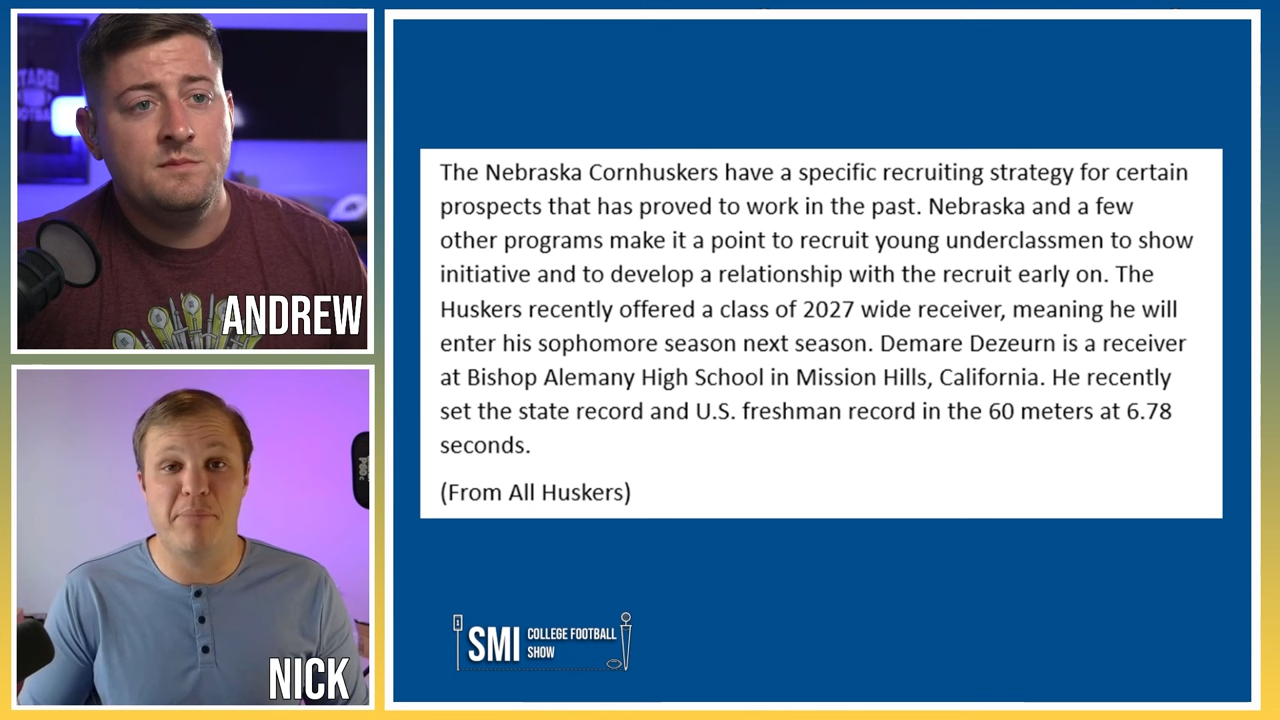 ANDREW
NICK
The Nebraska Cornhuskers have a specific recruiting strategy for certain
prospects that has proved to work in the past. Nebraska and a few
other programs make it a point to recruit young underclassmen to show
initiative and to develop a relationship with the recruit early on. The
Huskers recently offered a class of 2027 wide receiver, meaning he will
enter his sophomore season next season. Demare Dezeurn is a receiver
at Bishop Alemany High School in Mission Hills, California. He recently
set the state record and U.S. freshman record in the 60 meters at 6.78
seconds.
(From All Huskers)
SMI COLLEGE FOOTBALL
SHOW